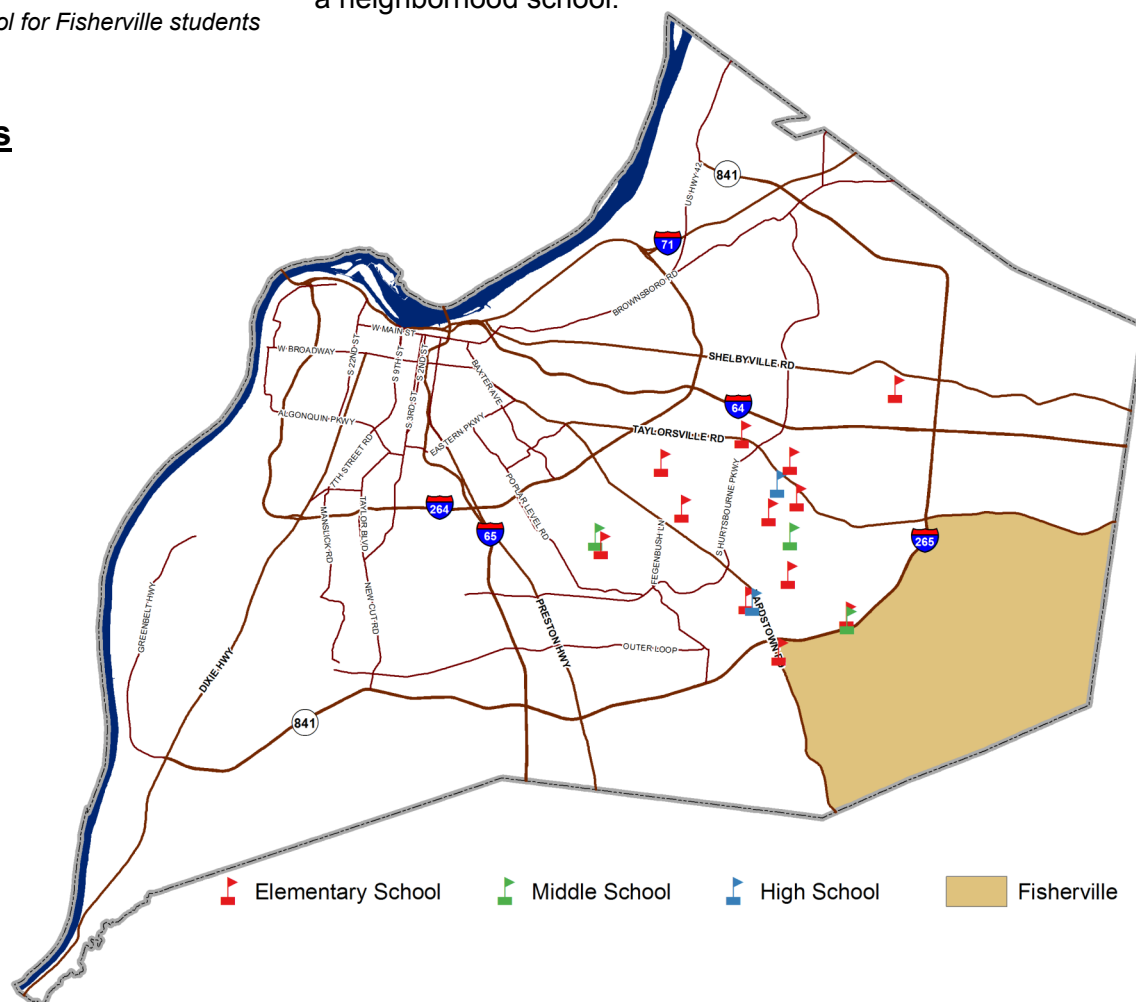 ol for Fisherville students
a neighborhood school.
s
841
US HWY 42
71
BROWNSBORO RD
W MAIN ST
W BROADWAY
S 22ND ST
S 9TH ST
S 2ND ST
BAXTER AVE
SHELBYVILLE RD
64
ALGONQUIN PKWY
S 3RD ST
EASTERN PKWY
TAYLORSVILLE RD
7TH STREET RD
POPLAR LEVEL RD
S HURTSBOURNE PKWY
MANSLICK RD
TAYLOR BLVD
264
65
FEGENBUSH LN
265
GREENBELT HWY
NEW CUT RD
PRESTON HWY
ARDSTOWN
OUTER LOOP
DIXIE HWY
841
Elementary School
Middle School
High School
Fisherville